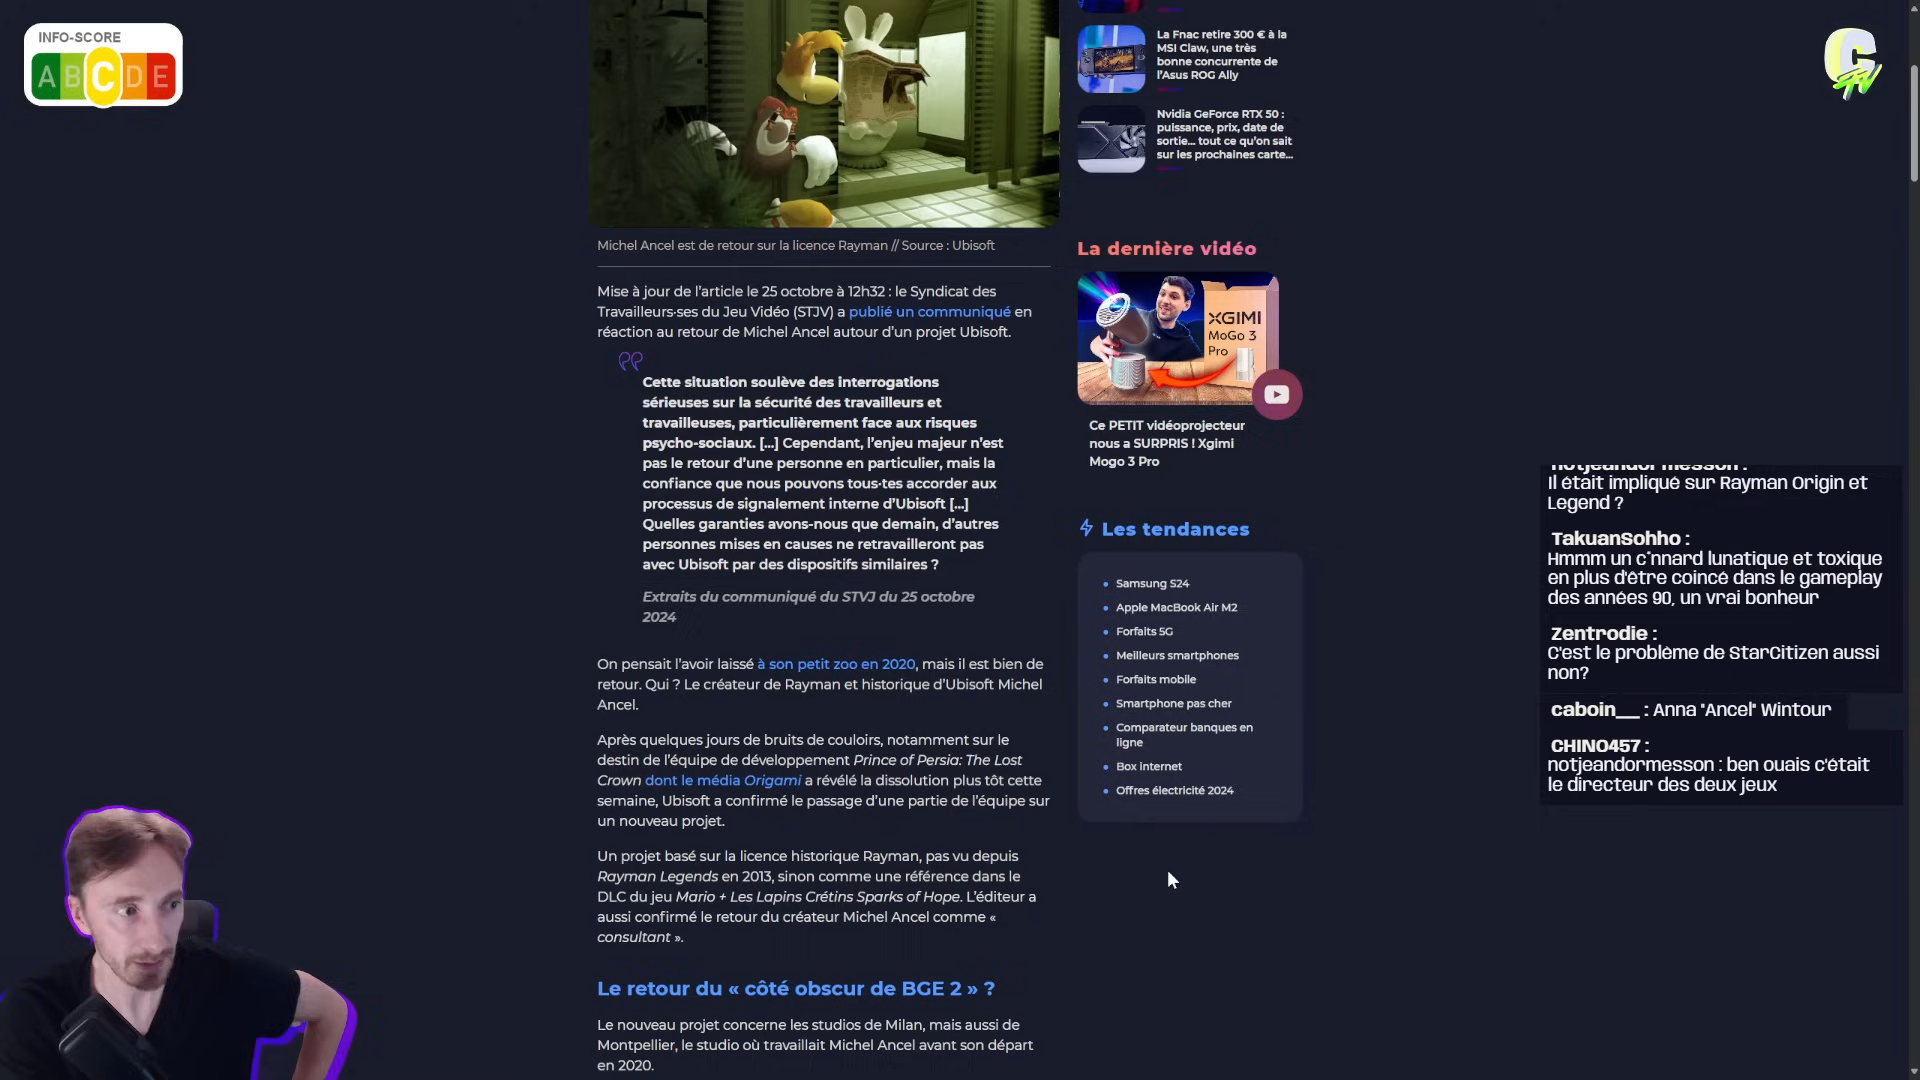 INFO-SCORE
A B C D E
La Fnac retire 300 € à la
MSI Claw, une très
bonne concurrente de
l'Asus ROG Ally
Nvidia GeForce RTX 50 :
puissance, prix, date de
sortie... tout ce qu'on sait
sur les prochaines carte...
Michel Ancel est de retour sur la licence Rayman // Source : Ubisoft
Mise à jour de l'article le 25 octobre à 12h32 : le Syndicat des
Travailleurs·ses du Jeu Vidéo (STJV) a publié un communiqué en
réaction au retour de Michel Ancel autour d'un projet Ubisoft.
Cette situation soulève des interrogations
sérieuses sur la sécurité des travailleurs et
travailleuses, particulièrement face aux risques
psycho-sociaux. [...] Cependant, l'enjeu majeur n'est
pas le retour d'une personne en particulier, mais la
confiance que nous pouvons tous·tes accorder aux
processus de signalement interne d'Ubisoft [...]
Quelles garanties avons-nous que demain, d'autres
personnes mises en causes ne retravailleront pas
avec Ubisoft par des dispositifs similaires ?
Extraits du communiqué du STVJ du 25 octobre
2024
On pensait l'avoir laissé à son petit zoo en 2020, mais il est bien de
retour. Qui ? Le créateur de Rayman et historique d'Ubisoft Michel
Ancel.
Après quelques jours de bruits de couloirs, notamment sur le
destin de l'équipe de développement Prince of Persia: The Lost
Crown dont le média Origami a révélé la dissolution plus tôt cette
semaine, Ubisoft a confirmé le passage d'une partie de l'équipe sur
un nouveau projet.
Un projet basé sur la licence historique Rayman, pas vu depuis
Rayman Legends en 2013, sinon comme une référence dans le
DLC du jeu Mario + Les Lapins Crétins Sparks of Hope. L'éditeur a
aussi confirmé le retour du créateur Michel Ancel comme «
consultant ».
Le retour du « côté obscur de BGE 2 » ?
Le nouveau projet concerne les studios de Milan, mais aussi de
Montpellier, le studio où travaillait Michel Ancel avant son départ
en 2020.
La dernière vidéo
XGIMI
MoGo 3
Pro
Ce PETIT vidéoprojecteur
nous a SURPRIS ! Xgimi
Mogo 3 Pro
Les tendances
Samsung S24
Apple MacBook Air M2
Forfaits 5G
Meilleurs smartphones
Forfaits mobile
Smartphone pas cher
Comparateur banques en
ligne
Box internet
Offres électricité 2024
C TV
notjeandormesson :
Il était impliqué sur Rayman Origin et
Legend ?
TakuanSohho :
Hmmm un c*nnard lunatique et toxique
en plus d'être coincé dans le gameplay
des années 90, un vrai bonheur
Zentrodie :
C'est le problème de StarCitizen aussi
non?
caboin__ : Anna "Ancel" Wintour
CHINO457 :
notjeandormesson : ben ouais c'était
le directeur des deux jeux